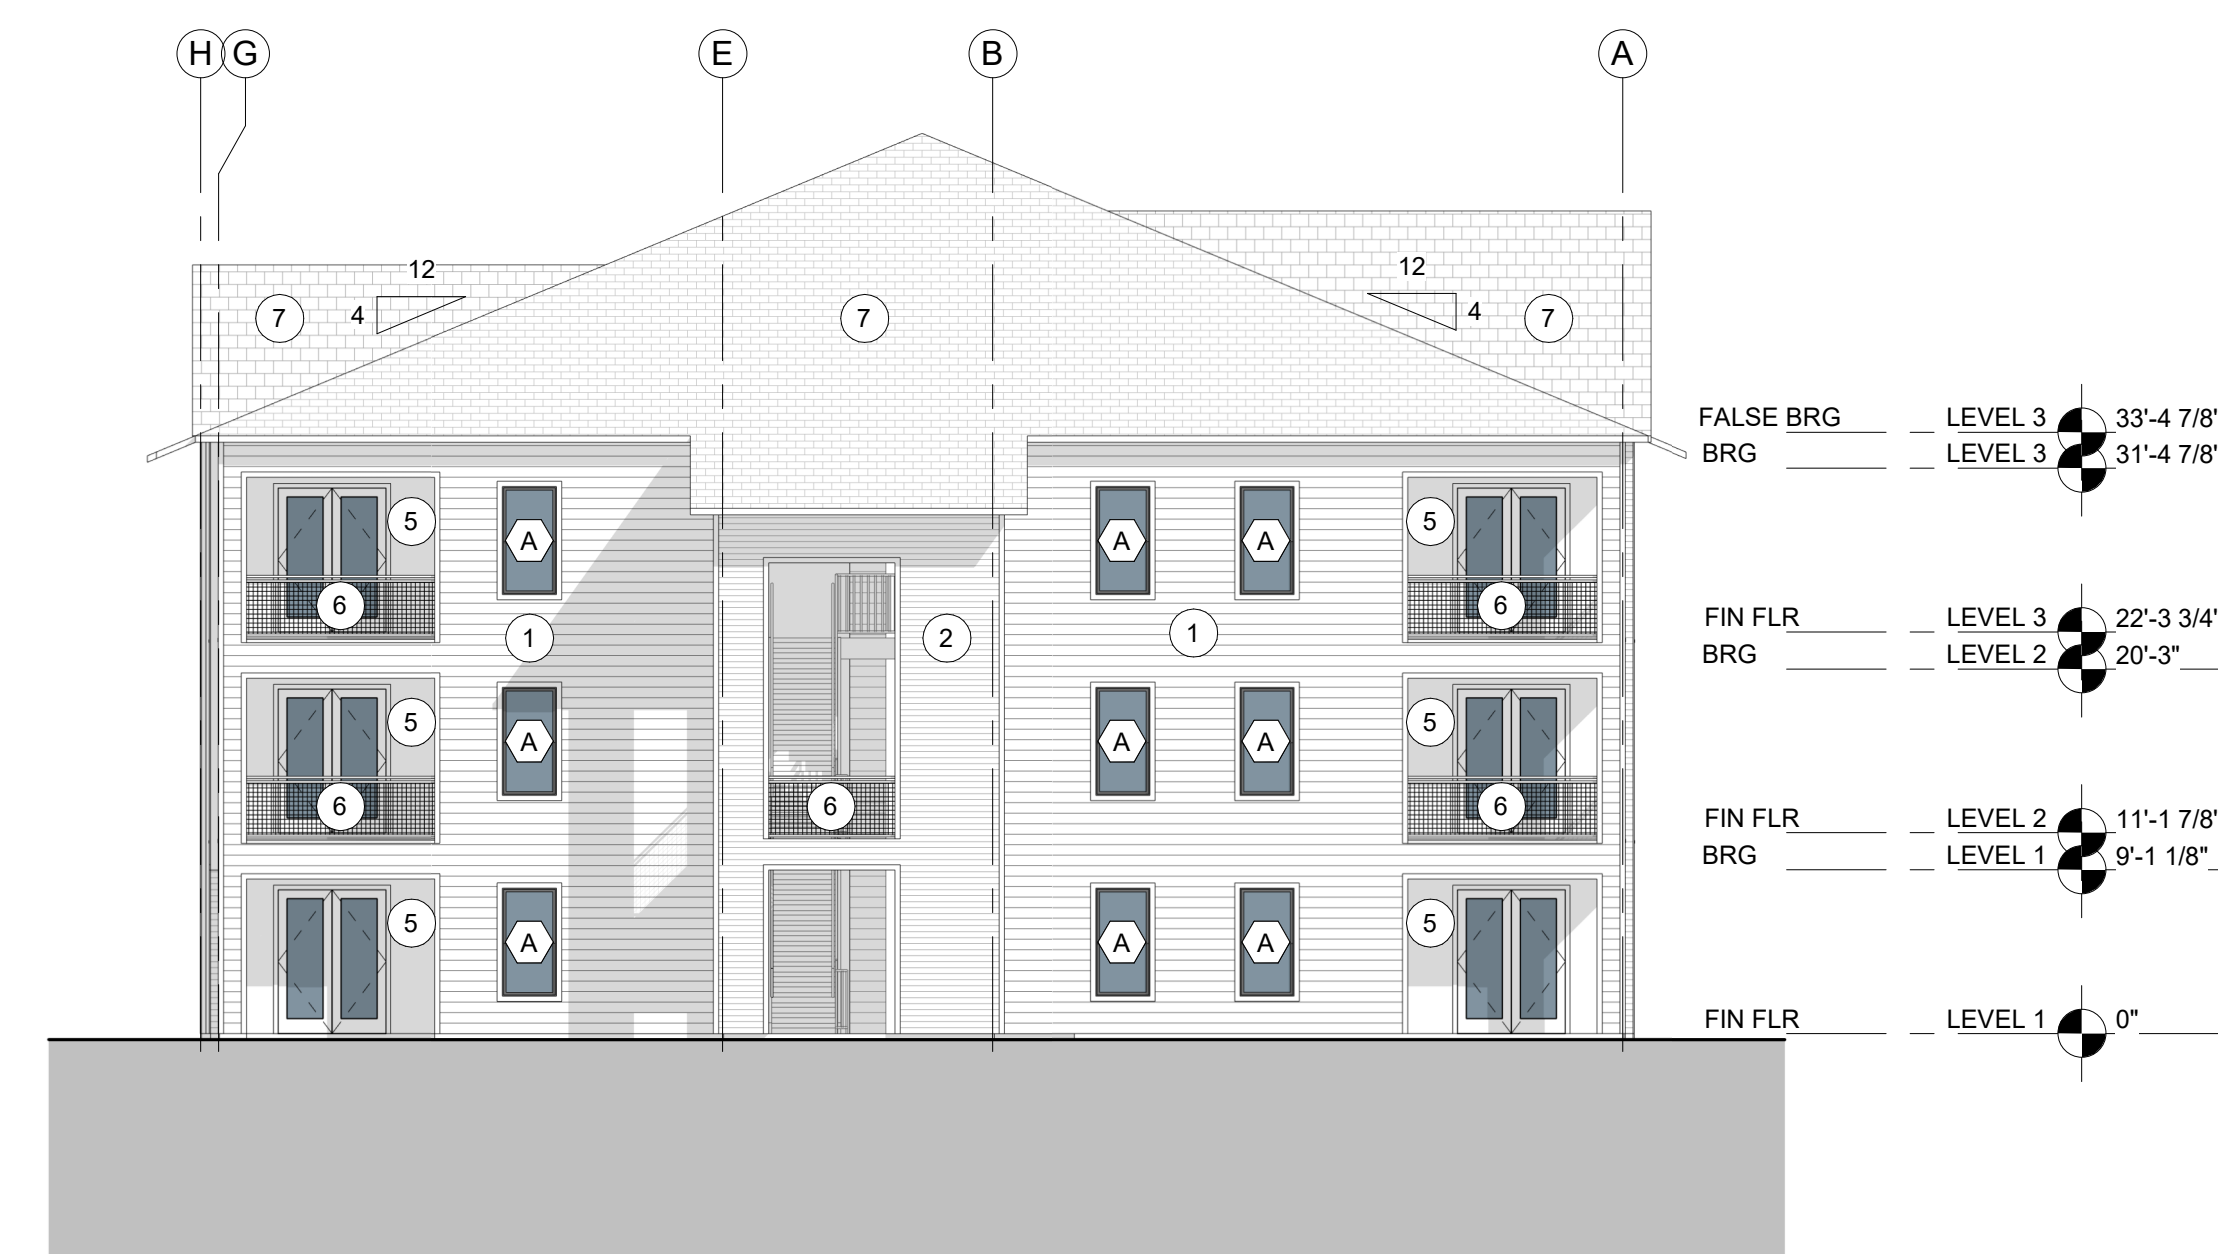 H G E B A
12
12
4
4
7 7 7
FALSE BRG LEVEL 3 33'-4 7/8"
BRG LEVEL 3 31'-4 7/8"
5 5
A A A
6 6
FIN FLR LEVEL 3 22'-3 3/4"
1 2 1
BRG LEVEL 2 20'-3"
5 5
A A A
6 6 6
FIN FLR LEVEL 2 11'-1 7/8"
BRG LEVEL 1 9'-1 1/8"
5 5
A A A
FIN FLR LEVEL 1 0"